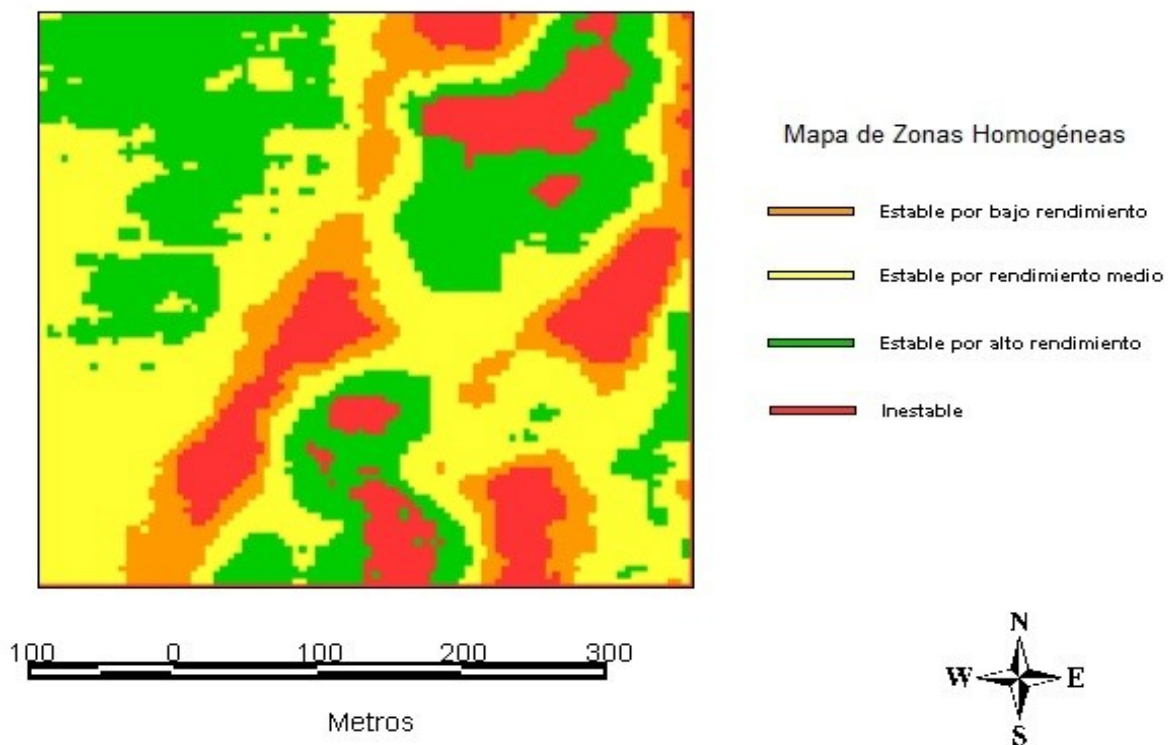 Mapa de Zonas Homogéneas
Estable por bajo rendimiento
Estable por rendimiento medio
Estable por alto rendimiento
Inestable
100 0 100 200 300
Metros
N
W E
S